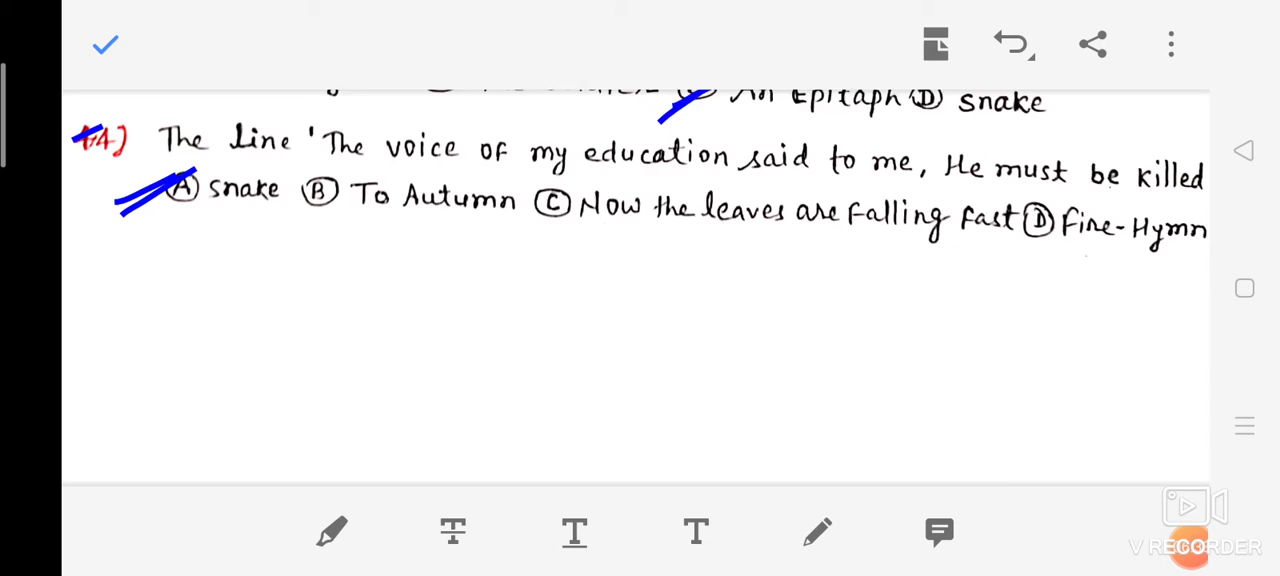 An Epitaph (D) snake
14) The line 'The voice of my education said to me, He must be killed
(A) snake (B) To Autumn (C) Now the leaves are falling fast (D) Fire-Hymn
V RECORDER